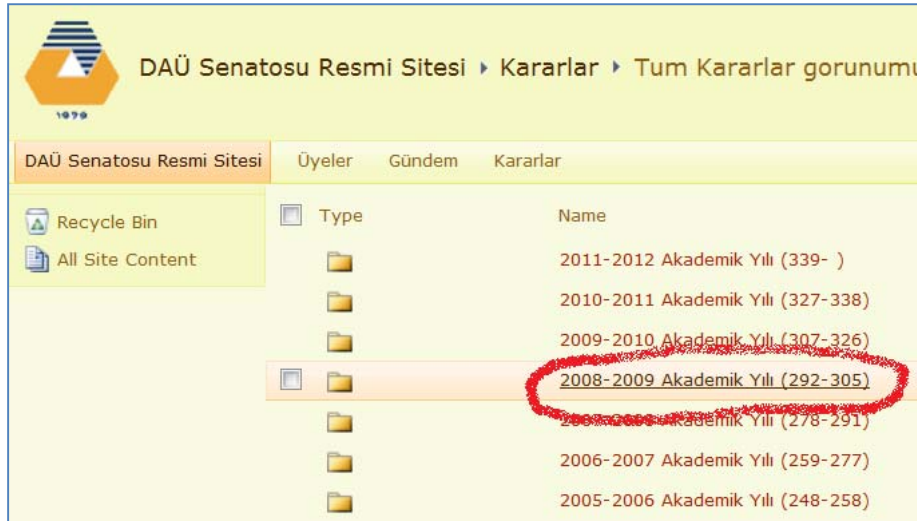 DAÜ Senatosu Resmi Sitesi ▸ Kararlar ▸ Tum Kararlar gorunumu
1979
DAÜ Senatosu Resmi Sitesi Üyeler Gündem Kararlar
Recycle Bin
All Site Content
Type Name
2011-2012 Akademik Yılı (339- )
2010-2011 Akademik Yılı (327-338)
2009-2010 Akademik Yılı (307-326)
2008-2009 Akademik Yılı (292-305)
2007-2008 Akademik Yılı (278-291)
2006-2007 Akademik Yılı (259-277)
2005-2006 Akademik Yılı (248-258)